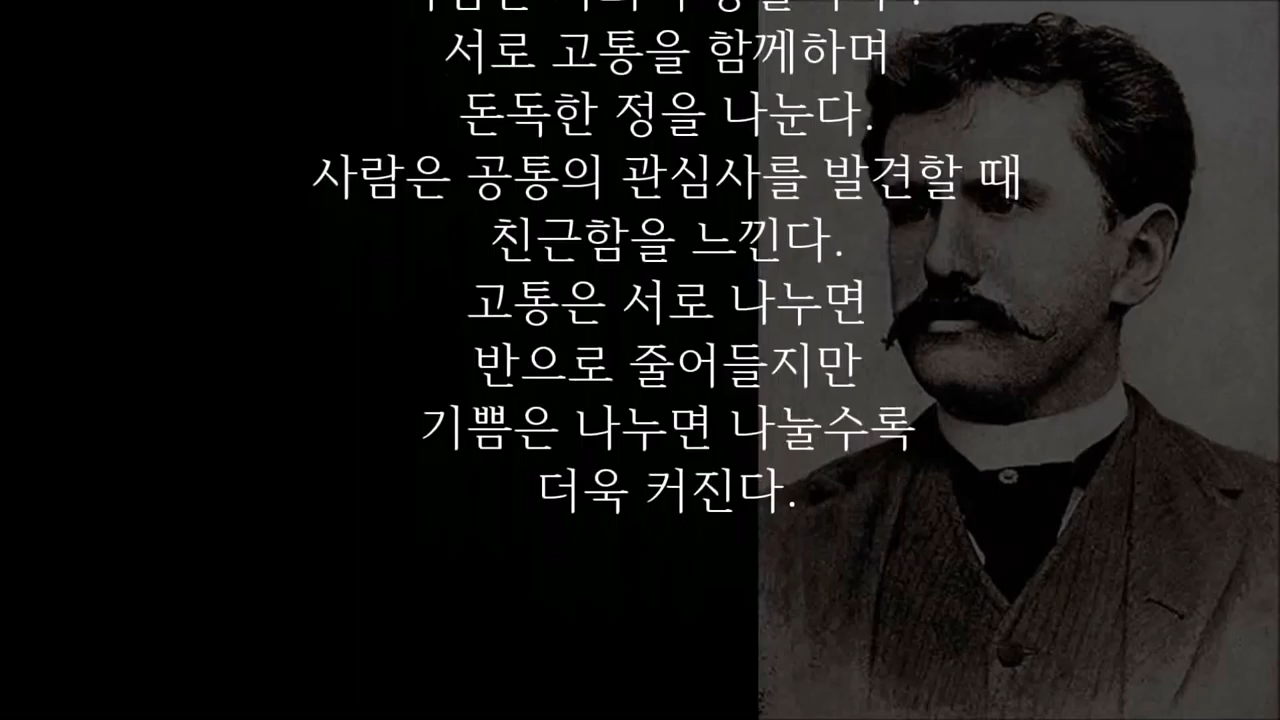 서로 고통을 함께하며
돈독한 정을 나눈다.
사람은 공통의 관심사를 발견할 때
친근함을 느낀다.
고통은 서로 나누면
반으로 줄어들지만
기쁨은 나누면 나눌수록
더욱 커진다.